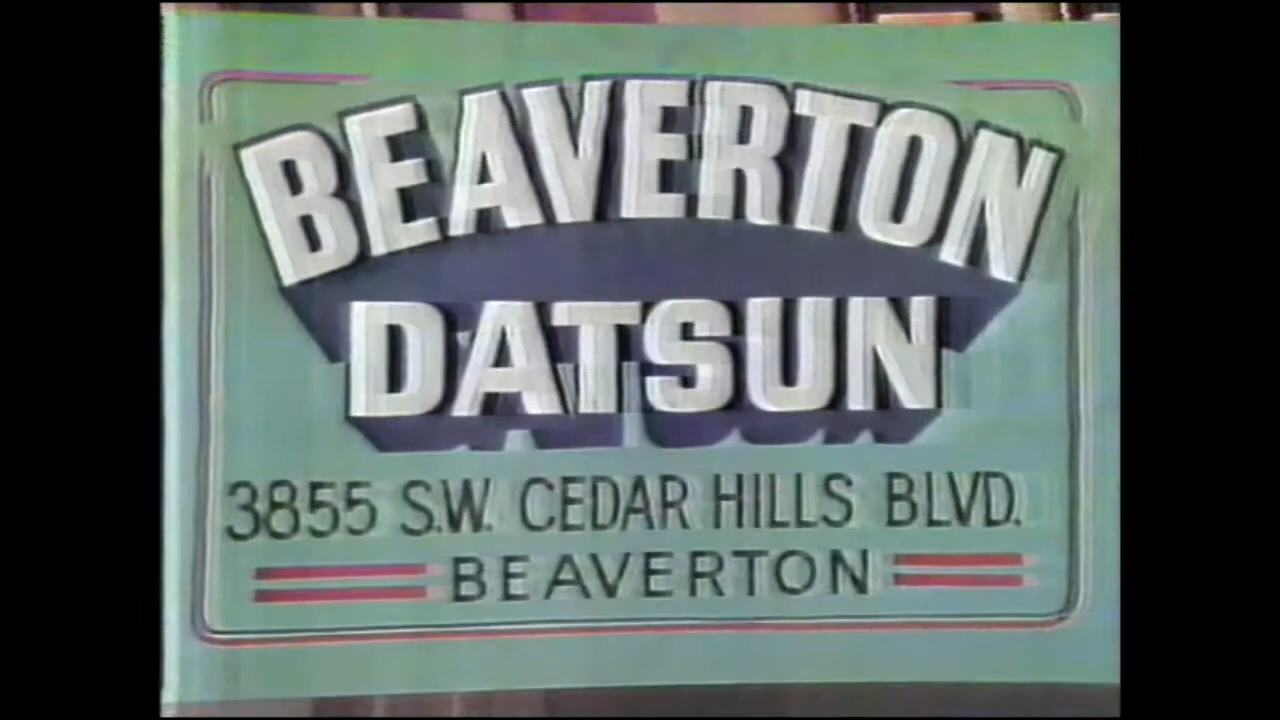 BEAVERTON
DATSUN
3855 S.W. CEDAR HILLS BLVD.
BEAVERTON